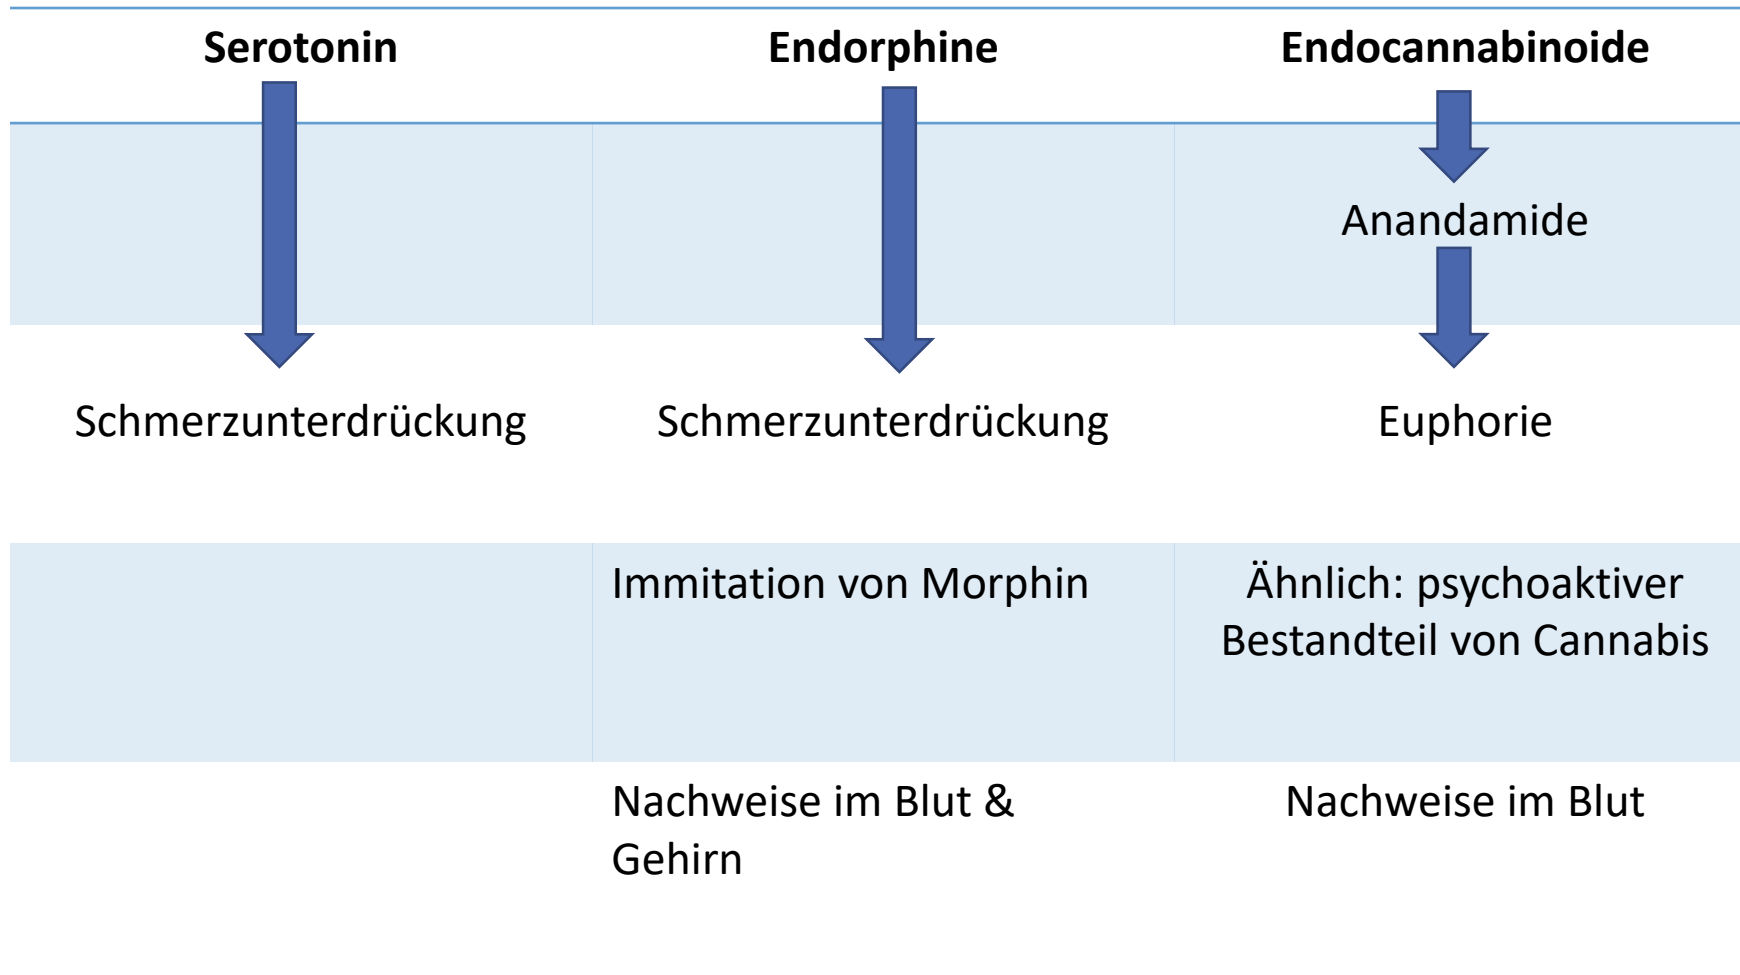 Serotonin
Endorphine
Endocannabinoide
Anandamide
Schmerzunterdrückung
Schmerzunterdrückung
Euphorie
Immitation von Morphin
Ähnlich: psychoaktiver
Bestandteil von Cannabis
Nachweise im Blut &
Gehirn
Nachweise im Blut